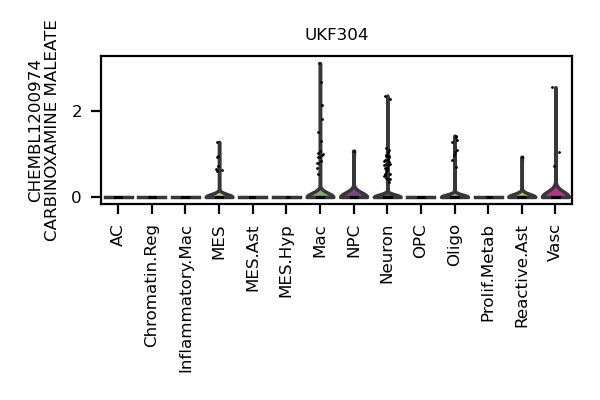 UKF304
CHEMBL1200974
CARBINOXAMINE MALEATE
2
0
AC
Chromatin.Reg
Inflammatory.Mac
MES
MES.Ast
MES.Hyp
Mac
NPC
Neuron
OPC
Oligo
Prolif.Metab
Reactive.Ast
Vasc